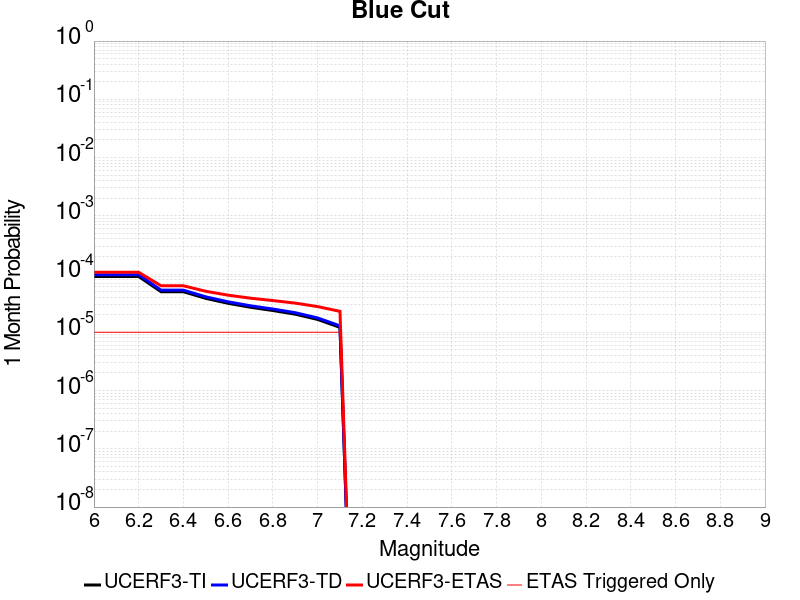 Blue Cut
10^0
10^-1
10^-2
10^-3
10^-4
10^-5
10^-6
10^-7
10^-8
1 Month Probability
6 6.2 6.4 6.6 6.8 7 7.2 7.4 7.6 7.8 8 8.2 8.4 8.6 8.8 9
Magnitude
UCERF3-TI UCERF3-TD UCERF3-ETAS ETAS Triggered Only